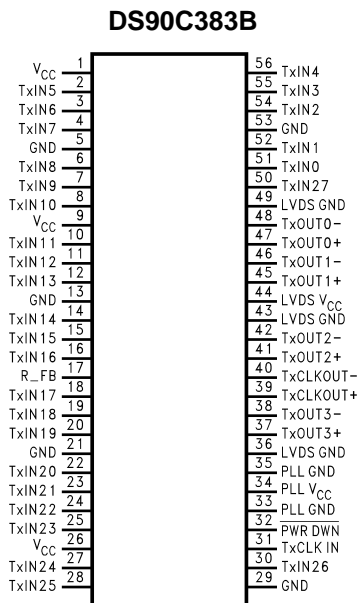 DS90C383B
V_CC 1 56 TxIN4
TxIN5 2 55 TxIN3
TxIN6 3 54 TxIN2
TxIN7 4 53 GND
GND 5 52 TxIN1
TxIN8 6 51 TxIN0
TxIN9 7 50 TxIN27
TxIN10 8 49 LVDS GND
V_CC 9 48 TxOUT0−
TxIN11 10 47 TxOUT0+
TxIN12 11 46 TxOUT1−
TxIN13 12 45 TxOUT1+
GND 13 44 LVDS V_CC
TxIN14 14 43 LVDS GND
TxIN15 15 42 TxOUT2−
TxIN16 16 41 TxOUT2+
R_FB 17 40 TxCLKOUT−
TxIN17 18 39 TxCLKOUT+
TxIN18 19 38 TxOUT3−
TxIN19 20 37 TxOUT3+
GND 21 36 LVDS GND
TxIN20 22 35 PLL GND
TxIN21 23 34 PLL V_CC
TxIN22 24 33 PLL GND
TxIN23 25 32 PWR DWN
V_CC 26 31 TxCLK IN
TxIN24 27 30 TxIN26
TxIN25 28 29 GND